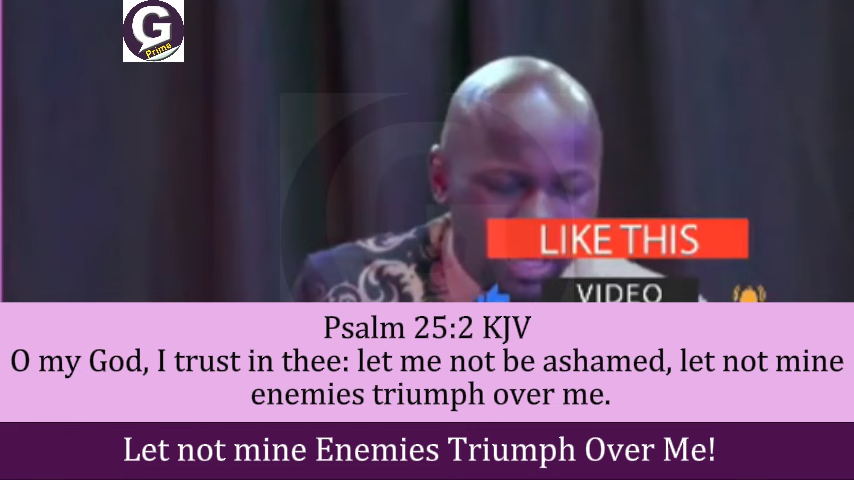 G
Prime
LIKE THIS
VIDEO
Psalm 25:2 KJV
O my God, I trust in thee: let me not be ashamed, let not mine
enemies triumph over me.
Let not mine Enemies Triumph Over Me!